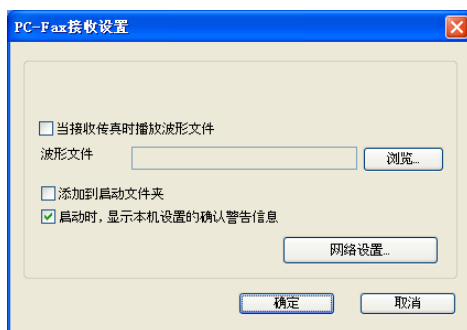 PC-Fax接收设置
当接收传真时播放波形文件
波形文件
浏览...
添加到启动文件夹
启动时,显示本机设置的确认警告信息
网络设置...
确定
取消